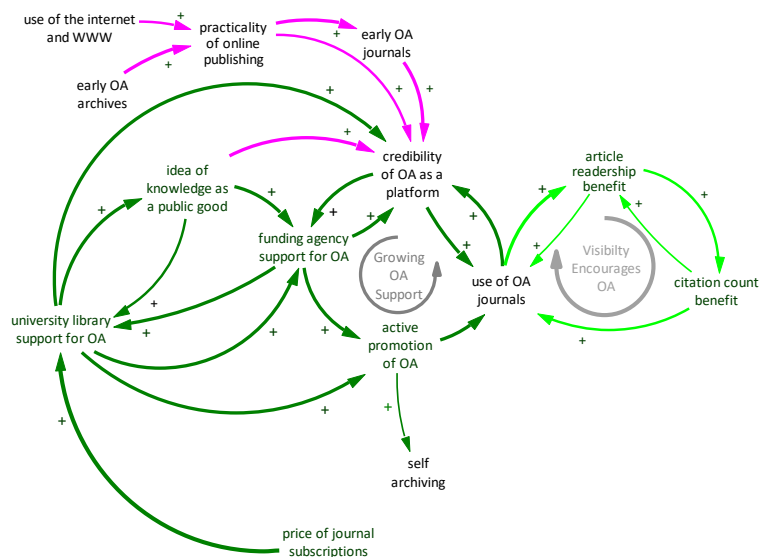 use of the internet
and WWW
+
practicality
of online
publishing
+
early OA
journals
+
early OA
archives
+
+
+
credibility
of OA as a
platform
idea of
knowledge as
a public good
+
+
+
+
funding agency
support for OA
+
Growing
OA
Support
+
+
use of OA
journals
+
article
readership
benefit
+
+
+
Visibilty
Encourages
OA
citation count
benefit
+
university library
support for OA
+
+
+
+
+
active
promotion
of OA
+
+
+
self
archiving
+
price of journal
subscriptions